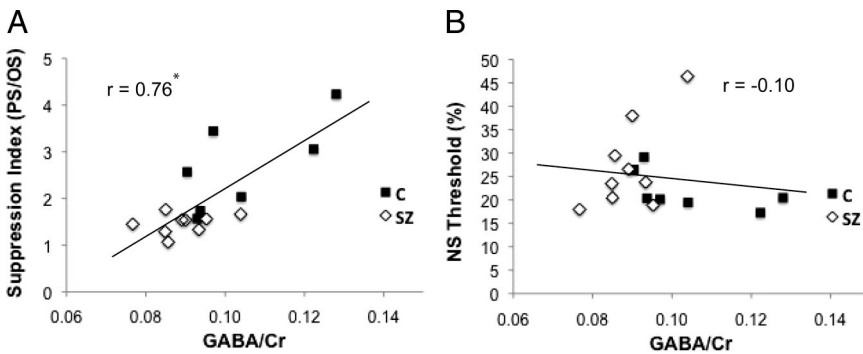 A
Suppression Index (PS/OS)
5
4
3
2
1
0
r = 0.76*
C
SZ
0.06 0.08 0.10 0.12 0.14
GABA/Cr
B
NS Threshold (%)
50
45
40
35
30
25
20
15
10
5
0
r = -0.10
C
SZ
0.06 0.08 0.10 0.12 0.14
GABA/Cr